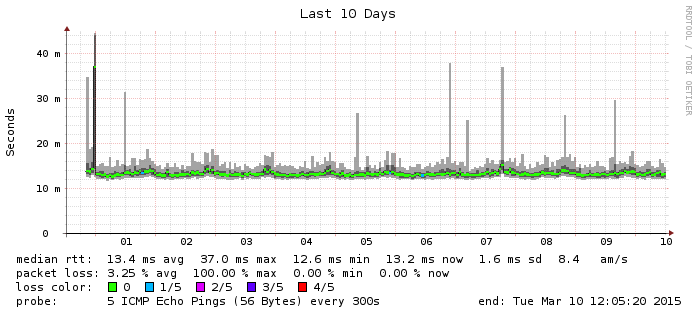 Last 10 Days
RRDTOOL / TOBI OETIKER
Seconds
40 m
30 m
20 m
10 m
0
01 02 03 04 05 06 07 08 09 10
median rtt: 13.4 ms avg 37.0 ms max 12.6 ms min 13.2 ms now 1.6 ms sd 8.4 am/s
packet loss: 3.25 % avg 100.00 % max 0.00 % min 0.00 % now
loss color: 0 1/5 2/5 3/5 4/5
probe: 5 ICMP Echo Pings (56 Bytes) every 300s end: Tue Mar 10 12:05:20 2015